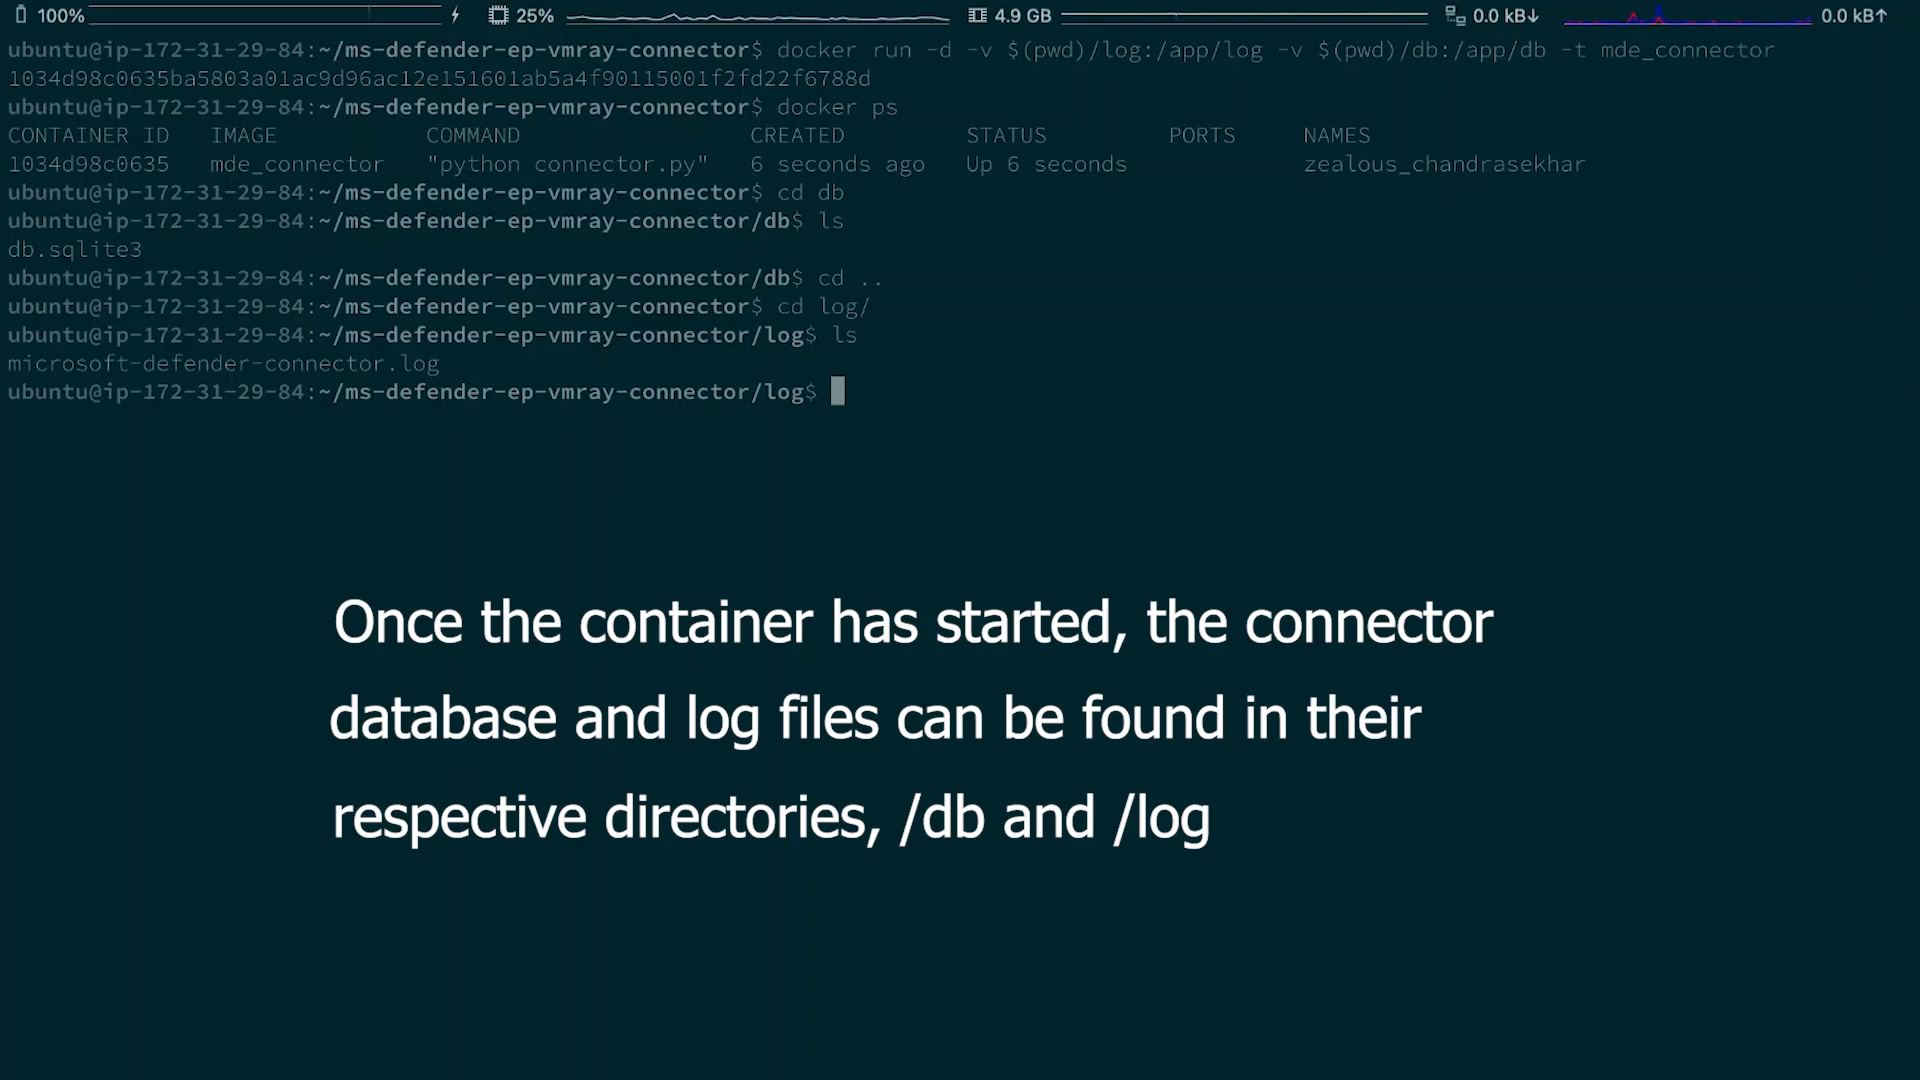 100% 25% 4.9 GB 0.0 kB↓ 0.0 kB↑
ubuntu@ip-172-31-29-84:~/ms-defender-ep-vmray-connector$ docker run -d -v $(pwd)/log:/app/log -v $(pwd)/db:/app/db -t mde_connector
1034d98c0635ba5803a01ac9d96ac12e151601ab5a4f90115001f2fd22f6788d
ubuntu@ip-172-31-29-84:~/ms-defender-ep-vmray-connector$ docker ps
CONTAINER ID IMAGE COMMAND CREATED STATUS PORTS NAMES
1034d98c0635 mde_connector "python connector.py" 6 seconds ago Up 6 seconds zealous_chandrasekhar
ubuntu@ip-172-31-29-84:~/ms-defender-ep-vmray-connector$ cd db
ubuntu@ip-172-31-29-84:~/ms-defender-ep-vmray-connector/db$ ls
db.sqlite3
ubuntu@ip-172-31-29-84:~/ms-defender-ep-vmray-connector/db$ cd ..
ubuntu@ip-172-31-29-84:~/ms-defender-ep-vmray-connector$ cd log/
ubuntu@ip-172-31-29-84:~/ms-defender-ep-vmray-connector/log$ ls
microsoft-defender-connector.log
ubuntu@ip-172-31-29-84:~/ms-defender-ep-vmray-connector/log$
Once the container has started, the connector
database and log files can be found in their
respective directories, /db and /log